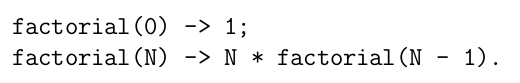 factorial(0) -> 1;
factorial(N) -> N * factorial(N - 1).